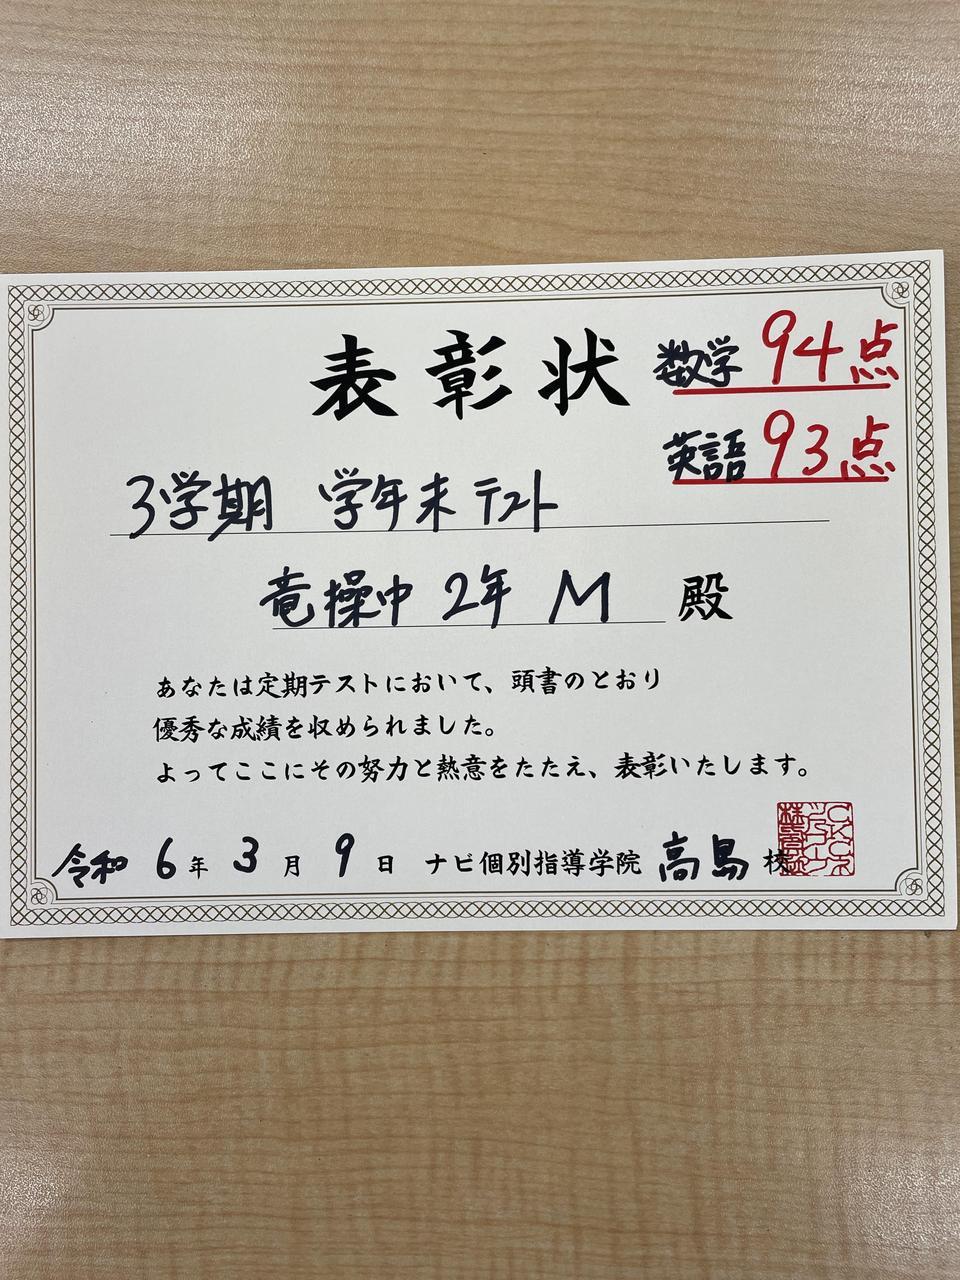 表彰状
数学 94点
英語 93点
3学期 学年末 テスト
竜操中 2年 M 殿
あなたは定期テストにおいて、頭書のとおり
優秀な成績を収められました。
よってここにその努力と熱意をたたえ、表彰いたします。
令和 6年 3月 9日 ナビ個別指導学院 高島 校